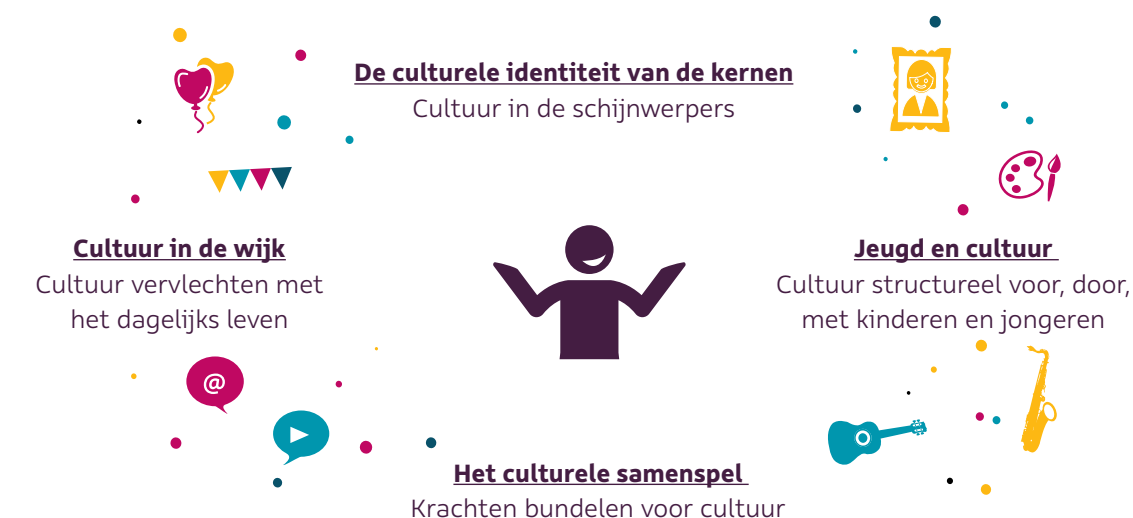 De culturele identiteit van de kernen
Cultuur in de schijnwerpers
Cultuur in de wijk
Cultuur vervlechten met
het dagelijks leven
Jeugd en cultuur
Cultuur structureel voor, door,
met kinderen en jongeren
@
Het culturele samenspel
Krachten bundelen voor cultuur